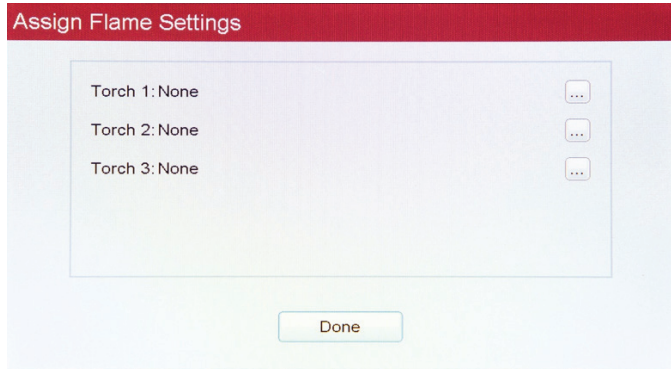 Assign Flame Settings
Torch 1: None ...
Torch 2: None ...
Torch 3: None ...
Done